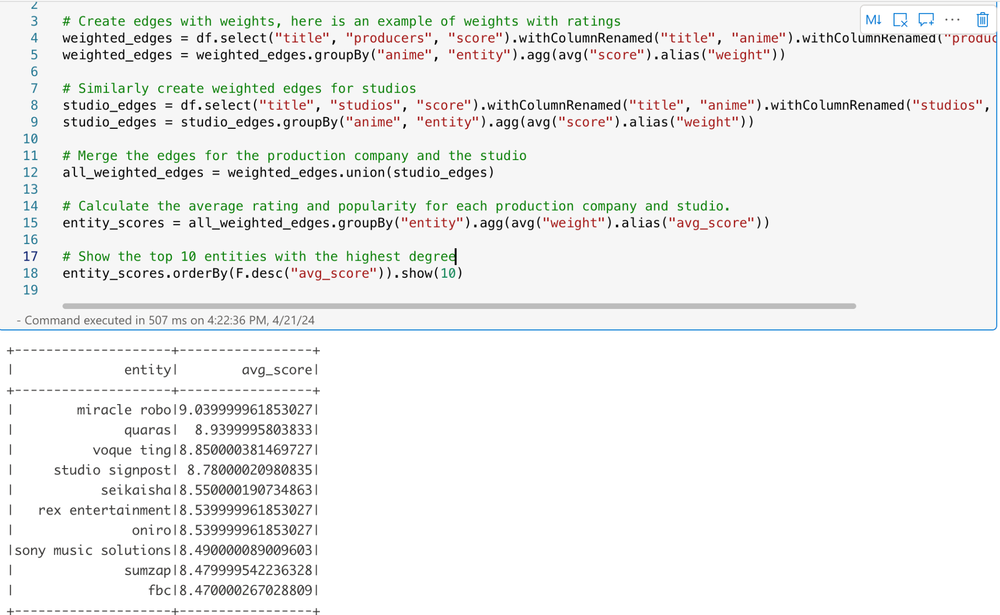 2
3 # Create edges with weights, here is an example of weights with ratings
4 weighted_edges = df.select("title", "producers", "score").withColumnRenamed("title", "anime").withColumnRenamed("produc
5 weighted_edges = weighted_edges.groupBy("anime", "entity").agg(avg("score").alias("weight"))
6
7 # Similarly create weighted edges for studios
8 studio_edges = df.select("title", "studios", "score").withColumnRenamed("title", "anime").withColumnRenamed("studios",
9 studio_edges = studio_edges.groupBy("anime", "entity").agg(avg("score").alias("weight"))
10
11 # Merge the edges for the production company and the studio
12 all_weighted_edges = weighted_edges.union(studio_edges)
13
14 # Calculate the average rating and popularity for each production company and studio.
15 entity_scores = all_weighted_edges.groupBy("entity").agg(avg("weight").alias("avg_score"))
16
17 # Show the top 10 entities with the highest degree
18 entity_scores.orderBy(F.desc("avg_score")).show(10)
19
M↓ ···
- Command executed in 507 ms on 4:22:36 PM, 4/21/24
+--------------------+-----------------+
|              entity|        avg_score|
+--------------------+-----------------+
|        miracle robo|9.039999961853027|
|              quaras|  8.9399995803833|
|          voque ting|8.850000381469727|
|     studio signpost| 8.78000020980835|
|           seikaisha|8.550000190734863|
|   rex entertainment|8.539999961853027|
|               oniro|8.539999961853027|
|sony music solutions|8.490000089009603|
|              sumzap|8.479999542236328|
|                 fbc|8.470000267028809|
+--------------------+-----------------+